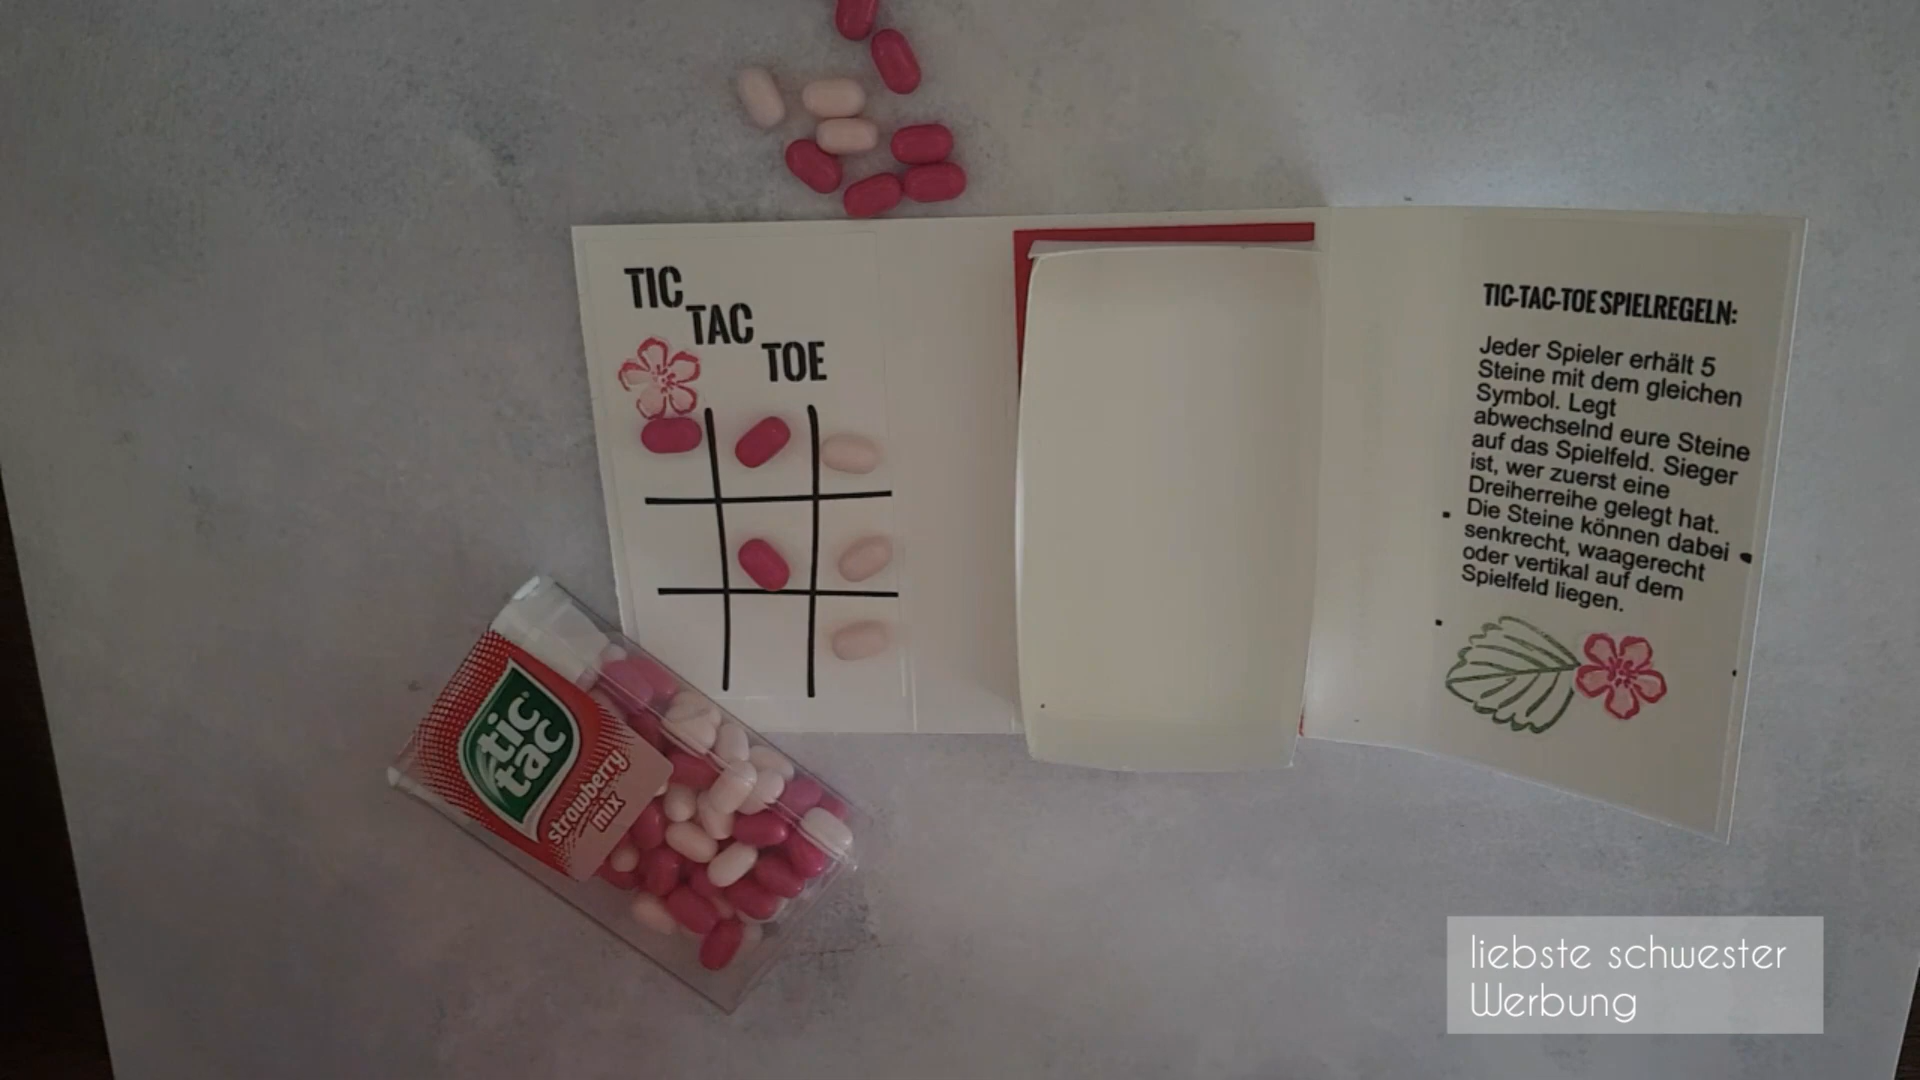 TIC
TAC
TOE
TIC-TAC-TOE SPIELREGELN:
Jeder Spieler erhält 5
Steine mit dem gleichen
Symbol. Legt
abwechselnd eure Steine
auf das Spielfeld. Sieger
ist, wer zuerst eine
Dreiherreihe gelegt hat.
Die Steine können dabei
senkrecht, waagerecht
oder vertikal auf dem
Spielfeld liegen.
tic
tac
strawberry
mix
liebste schwester
Werbung